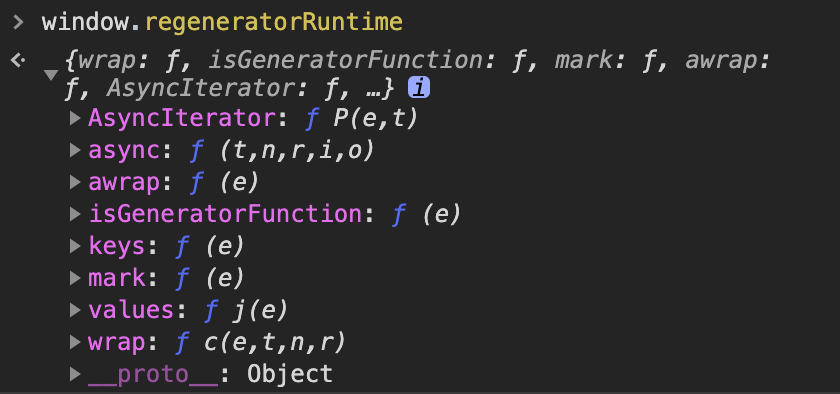 > window.regeneratorRuntime
{wrap: ƒ, isGeneratorFunction: ƒ, mark: ƒ, awrap:
ƒ, AsyncIterator: ƒ, …} i
AsyncIterator: ƒ P(e,t)
async: ƒ (t,n,r,i,o)
awrap: ƒ (e)
isGeneratorFunction: ƒ (e)
keys: ƒ (e)
mark: ƒ (e)
values: ƒ j(e)
wrap: ƒ c(e,t,n,r)
__proto__: Object